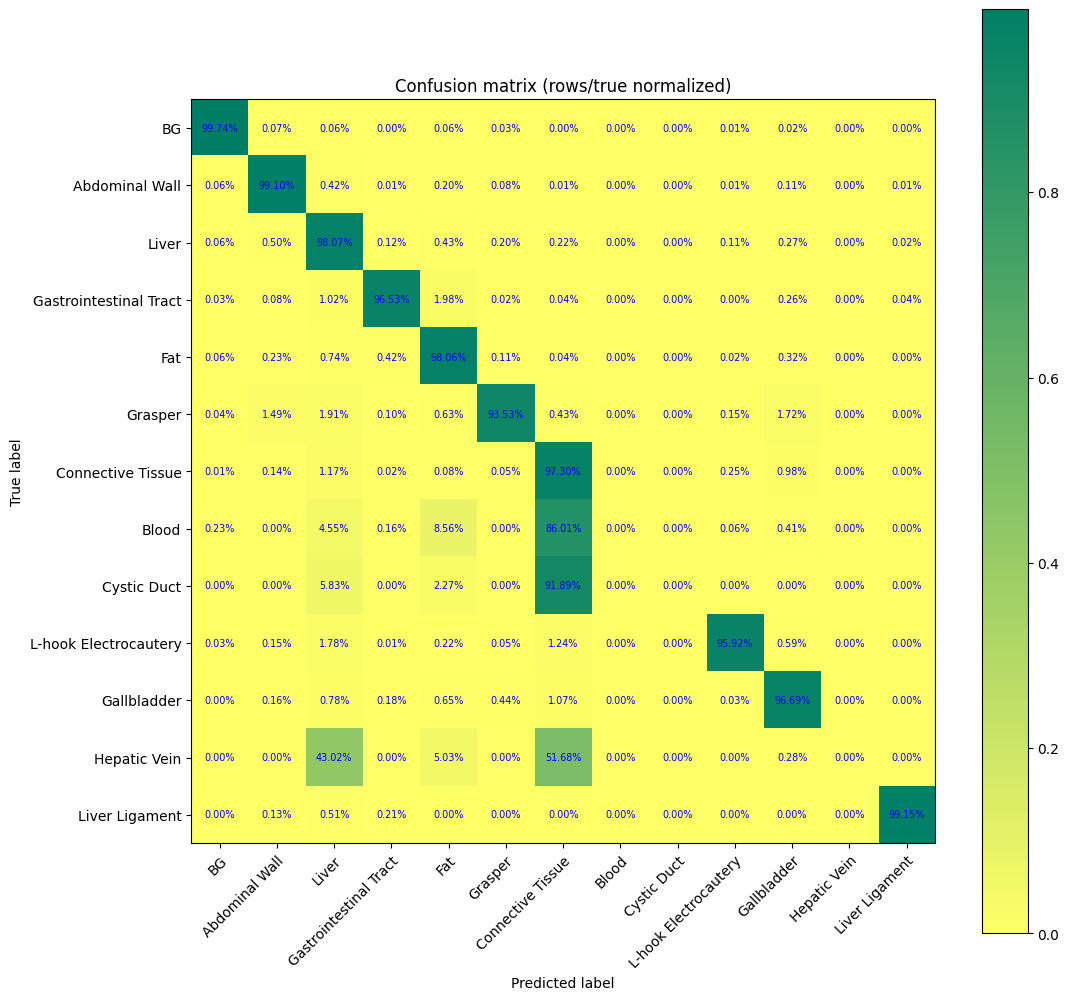 Confusion matrix (rows/true normalized)
BG 99.74% 0.07% 0.06% 0.00% 0.06% 0.03% 0.00% 0.00% 0.00% 0.01% 0.02% 0.00% 0.00%
Abdominal Wall 0.06% 99.10% 0.42% 0.01% 0.20% 0.08% 0.01% 0.00% 0.00% 0.01% 0.11% 0.00% 0.01%
Liver 0.06% 0.50% 98.07% 0.12% 0.43% 0.20% 0.22% 0.00% 0.00% 0.11% 0.27% 0.00% 0.02%
Gastrointestinal Tract 0.03% 0.08% 1.02% 96.53% 1.98% 0.02% 0.04% 0.00% 0.00% 0.00% 0.26% 0.00% 0.04%
Fat 0.06% 0.23% 0.74% 0.42% 98.06% 0.11% 0.04% 0.00% 0.00% 0.02% 0.32% 0.00% 0.00%
Grasper 0.04% 1.49% 1.91% 0.10% 0.63% 93.53% 0.43% 0.00% 0.00% 0.15% 1.72% 0.00% 0.00%
Connective Tissue 0.01% 0.14% 1.17% 0.02% 0.08% 0.05% 97.30% 0.00% 0.00% 0.25% 0.98% 0.00% 0.00%
Blood 0.23% 0.00% 4.55% 0.16% 8.56% 0.00% 86.01% 0.00% 0.00% 0.06% 0.41% 0.00% 0.00%
Cystic Duct 0.00% 0.00% 5.83% 0.00% 2.27% 0.00% 91.89% 0.00% 0.00% 0.00% 0.00% 0.00% 0.00%
L-hook Electrocautery 0.03% 0.15% 1.78% 0.01% 0.22% 0.05% 1.24% 0.00% 0.00% 95.92% 0.59% 0.00% 0.00%
Gallbladder 0.00% 0.16% 0.78% 0.18% 0.65% 0.44% 1.07% 0.00% 0.00% 0.03% 96.69% 0.00% 0.00%
Hepatic Vein 0.00% 0.00% 43.02% 0.00% 5.03% 0.00% 51.68% 0.00% 0.00% 0.00% 0.28% 0.00% 0.00%
Liver Ligament 0.00% 0.13% 0.51% 0.21% 0.00% 0.00% 0.00% 0.00% 0.00% 0.00% 0.00% 0.00% 99.15%
True label
BG
Abdominal Wall
Liver
Gastrointestinal Tract
Fat
Grasper
Connective Tissue
Blood
Cystic Duct
L-hook Electrocautery
Gallbladder
Hepatic Vein
Liver Ligament
Predicted label
0.8
0.6
0.4
0.2
0.0